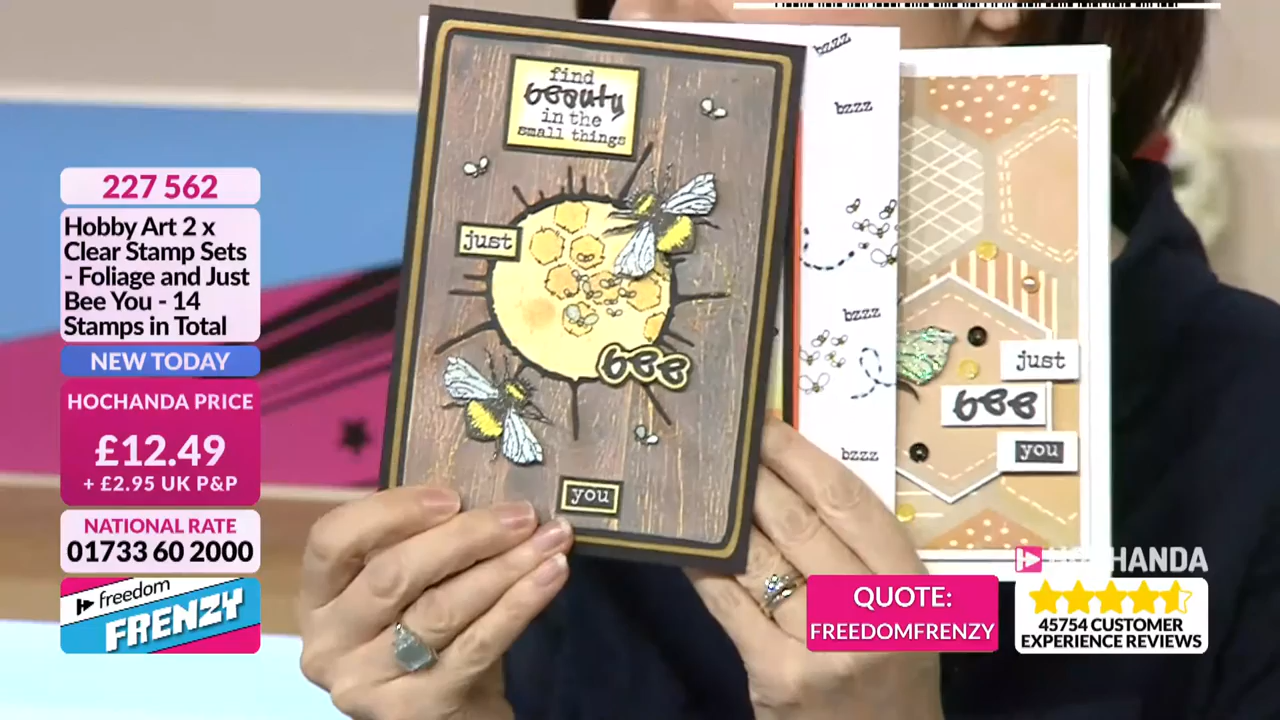 227 562
Hobby Art 2 x
Clear Stamp Sets
- Foliage and Just
Bee You - 14
Stamps in Total
NEW TODAY
HOCHANDA PRICE
£12.49
+ £2.95 UK P&P
NATIONAL RATE
01733 60 2000
freedom
FRENZY
find
beauty
in the
small things
just
bee
you
bzzz
bzzz
bzzz
bzzz
just
bee
you
HOCHANDA
QUOTE:
FREEDOMFRENZY
45754 CUSTOMER
EXPERIENCE REVIEWS